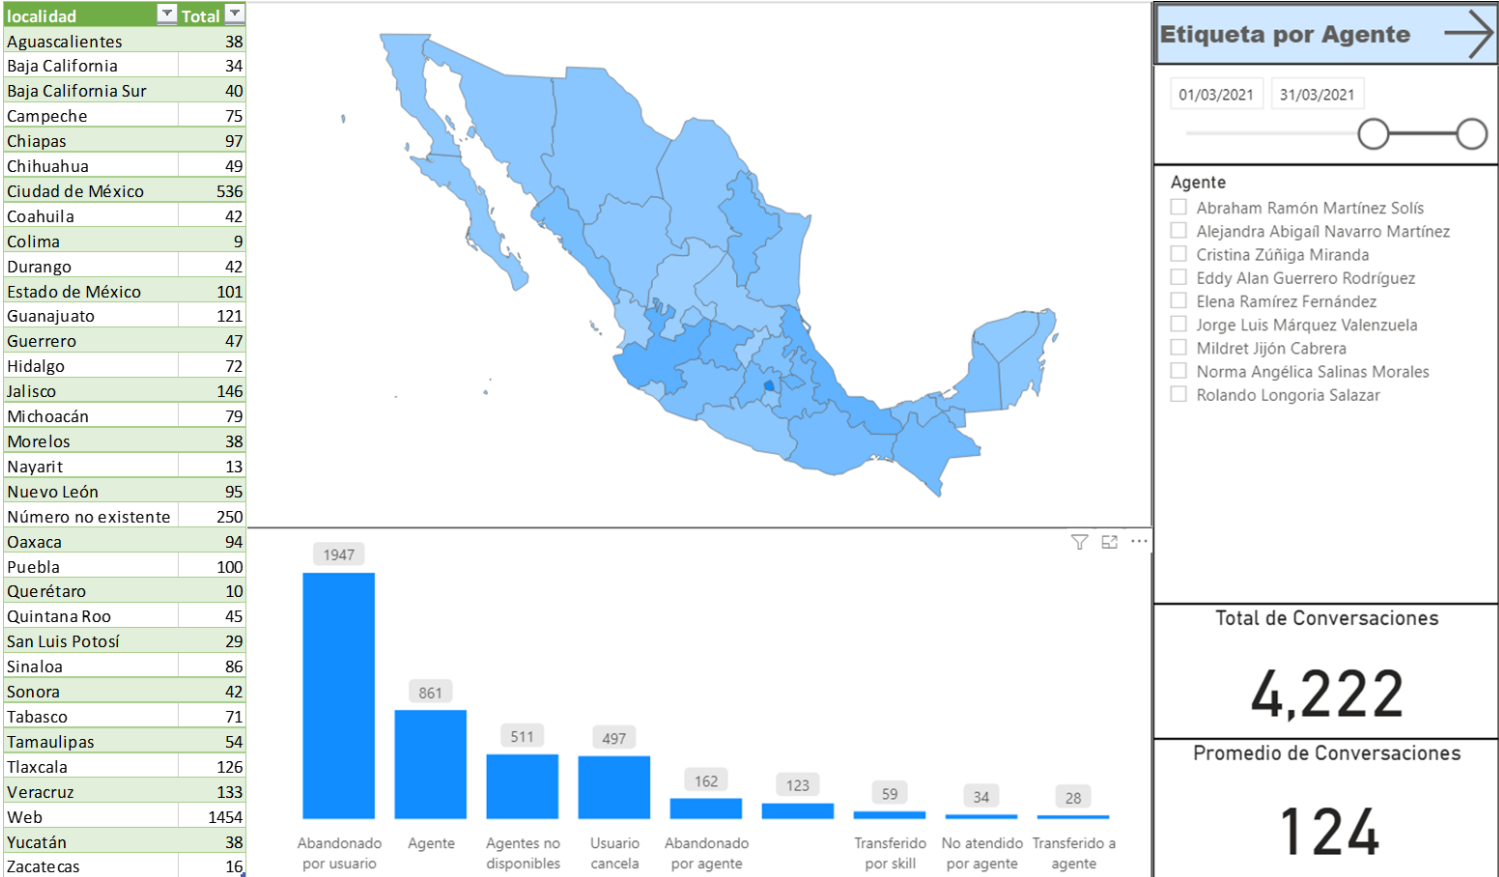 localidad Total
Aguascalientes 38
Baja California 34
Baja California Sur 40
Campeche 75
Chiapas 97
Chihuahua 49
Ciudad de México 536
Coahuila 42
Colima 9
Durango 42
Estado de México 101
Guanajuato 121
Guerrero 47
Hidalgo 72
Jalisco 146
Michoacán 79
Morelos 38
Nayarit 13
Nuevo León 95
Número no existente 250
Oaxaca 94
Puebla 100
Querétaro 10
Quintana Roo 45
San Luis Potosí 29
Sinaloa 86
Sonora 42
Tabasco 71
Tamaulipas 54
Tlaxcala 126
Veracruz 133
Web 1454
Yucatán 38
Zacatecas 16
1947
861
511
497
162
123
59
34
28
Abandonado por usuario
Agente
Agentes no disponibles
Usuario cancela
Abandonado por agente
Transferido por skill
No atendido por agente
Transferido a agente
Etiqueta por Agente
01/03/2021 31/03/2021
Agente
Abraham Ramón Martínez Solís
Alejandra Abigaíl Navarro Martínez
Cristina Zúñiga Miranda
Eddy Alan Guerrero Rodríguez
Elena Ramírez Fernández
Jorge Luis Márquez Valenzuela
Mildret Jijón Cabrera
Norma Angélica Salinas Morales
Rolando Longoria Salazar
Total de Conversaciones
4,222
Promedio de Conversaciones
124